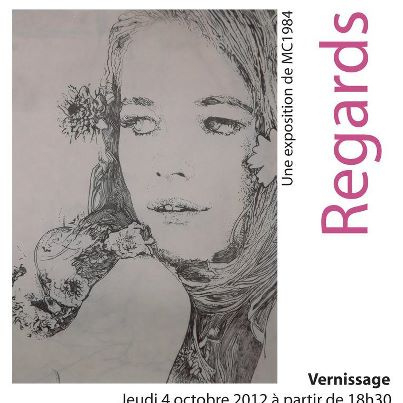 Une exposition de MC1984
Regards
Vernissage
Jeudi 4 octobre 2012 à partir de 18h30